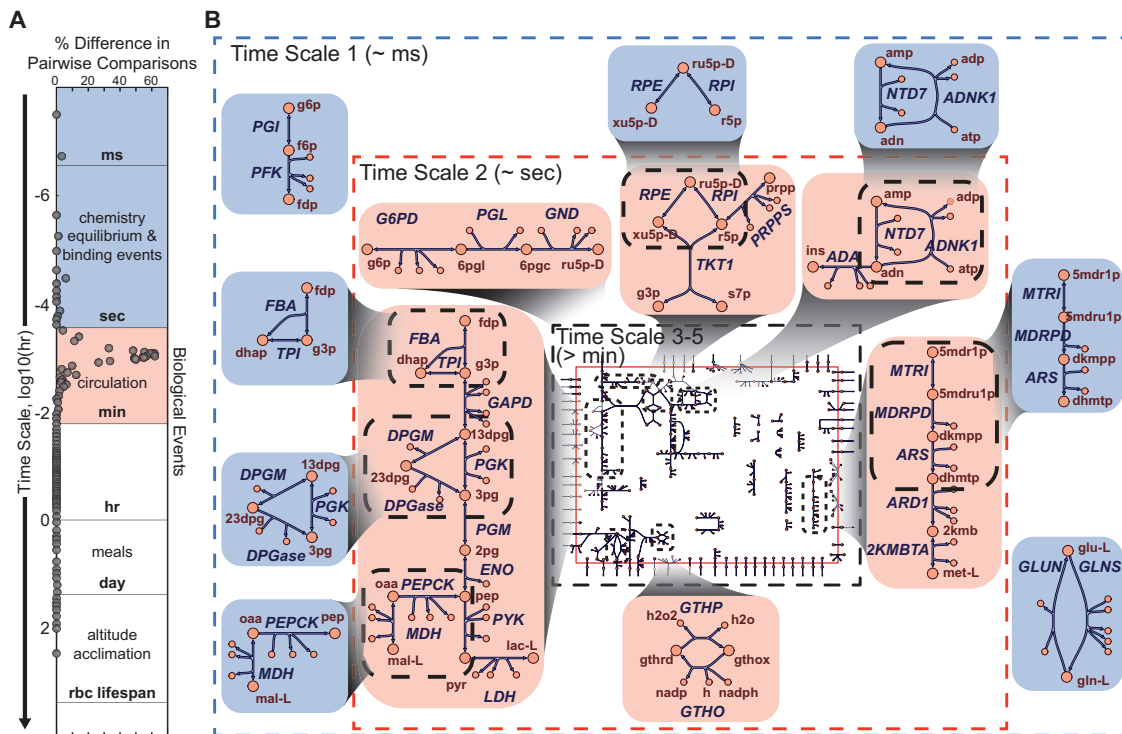 A
% Difference in
Pairwise Comparisons
0 20 40 60
Time Scale, log10(hr)
-6
-4
-2
0
2
ms
chemistry
equilibrium &
binding events
sec
circulation
min
hr
meals
day
altitude
acclimation
rbc lifespan
Biological Events
B
Time Scale 1 (~ ms)
g6p
PGI
f6p
PFK
fdp
ru5p-D
RPE RPI
xu5p-D
r5p
amp
adp
NTD7
ADNK1
adn
atp
Time Scale 2 (~ sec)
G6PD PGL GND
g6p 6pgl 6pgc ru5p-D
ru5p-D
prpp
RPE RPI
xu5p-D r5p
PRPPS
TKT1
g3p s7p
amp
adp
NTD7
ADNK1
ins
ADA
adn
atp
fdp
FBA
dhap
TPI
g3p
fdp
FBA
dhap
TPI
g3p
GAPD
DPGM
13dpg
23dpg
PGK
DPGase
3pg
PGM
2pg
ENO
oaa
PEPCK
pep
MDH
PYK
mal-L
lac-L
pyr
LDH
DPGM
13dpg
23dpg
PGK
DPGase
3pg
oaa
PEPCK
pep
MDH
mal-L
Time Scale 3-5
(> min)
GTHP
h2o2 h2o
gthrd gthox
nadp h nadph
GTHO
5mdr1p
MTRI
5mdru1p
MDRPD
dkmpp
ARS
dhmtp
ARD1
2kmb
2KMBTA
met-L
5mdr1p
MTRI
5mdru1p
MDRPD
dkmpp
ARS
dhmtp
glu-L
GLUN GLNS
gln-L